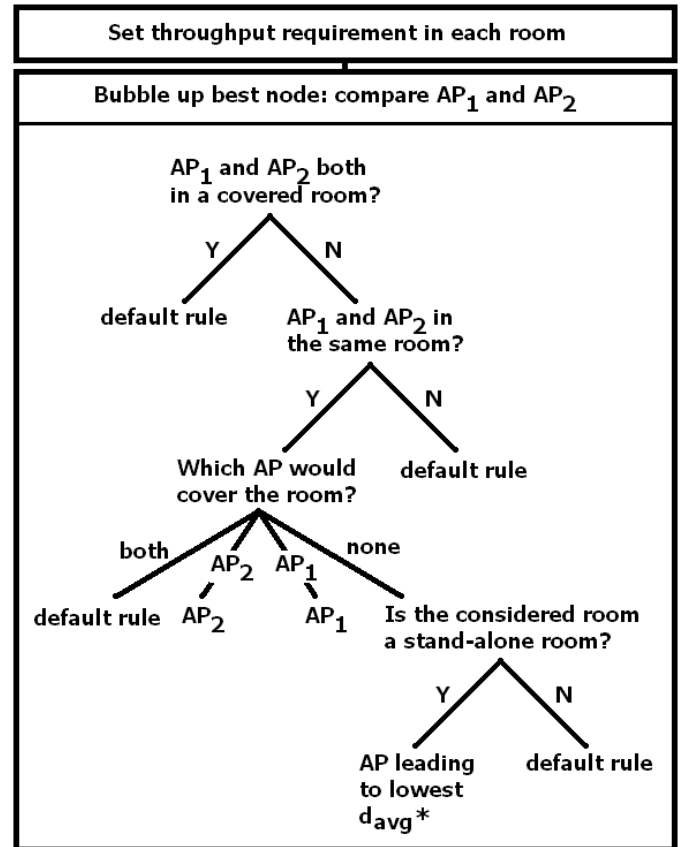 Set throughput requirement in each room
Bubble up best node: compare AP1 and AP2
AP1 and AP2 both
in a covered room?
Y
N
default rule
AP1 and AP2 in
the same room?
Y
N
Which AP would
cover the room?
default rule
both
AP2
AP1
none
default rule
AP2
AP1
Is the considered room
a stand-alone room?
Y
N
AP leading
to lowest
davg*
default rule